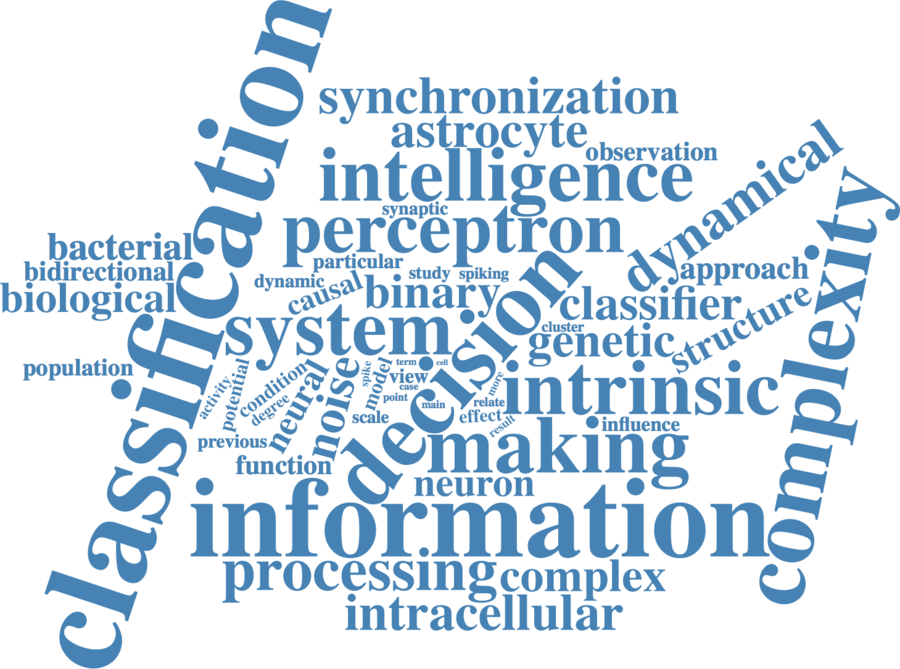 classification
synchronization
astrocyte
observation
intelligence
dynamical
complexity
synaptic
perceptron
bacterial
bidirectional
biological
particular
dynamic
study
spiking
causal
binary
approach
classifier
structure
system
decision
cluster
genetic
population
activity
potential
condition
degree
neural
noise
spike
model
term
cell
view
case
point
main
more
relate
intrinsic
scale
effect
result
influence
previous
function
making
neuron
information
processing
complex
intracellular